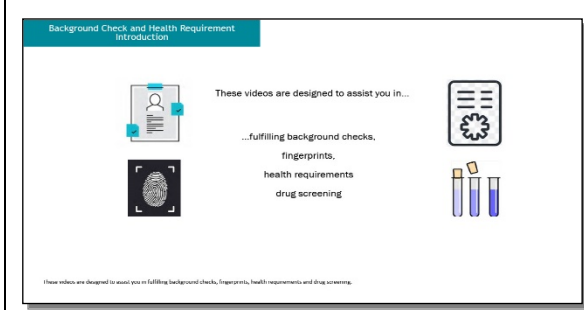 Background Check and Health Requirement
Introduction
These videos are designed to assist you in...
...fulfilling background checks,
fingerprints,
health requirements
drug screening
These videos are designed to assist you in fulfilling background checks, fingerprints, health requirements and drug screening.